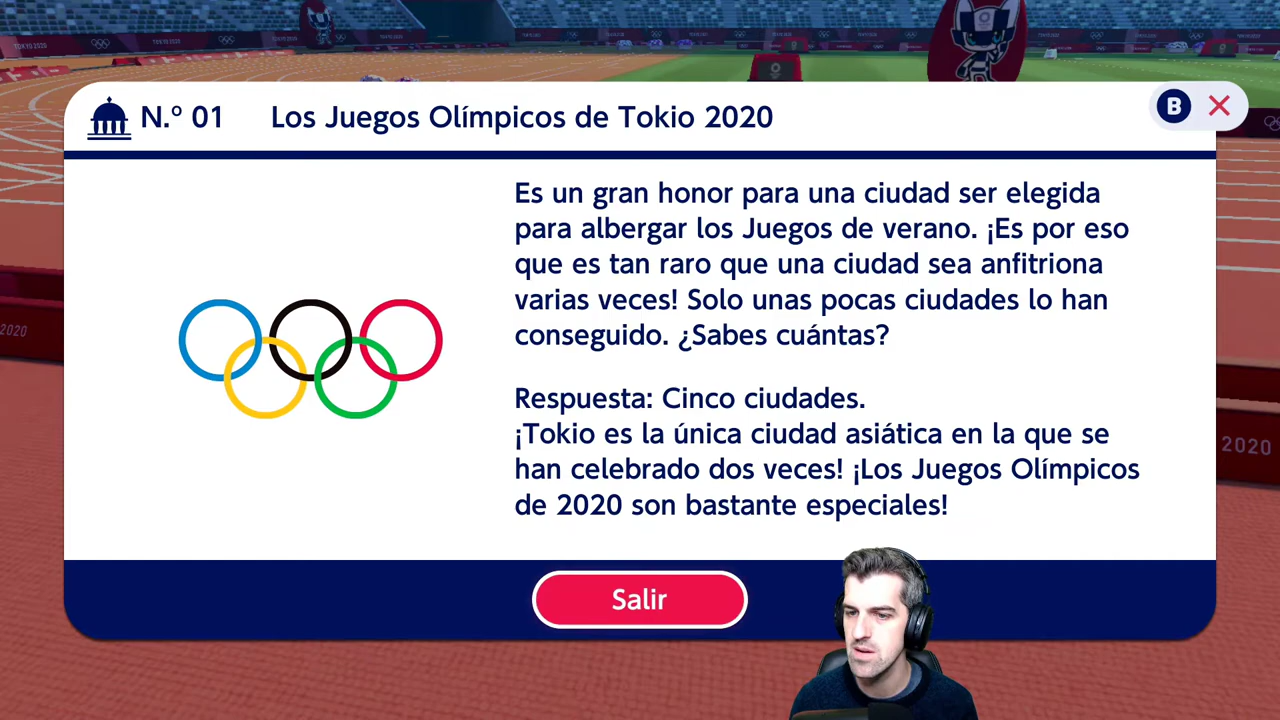 N.º 01 Los Juegos Olímpicos de Tokio 2020
B
Es un gran honor para una ciudad ser elegida
para albergar los Juegos de verano. ¡Es por eso
que es tan raro que una ciudad sea anfitriona
varias veces! Solo unas pocas ciudades lo han
conseguido. ¿Sabes cuántas?
Respuesta: Cinco ciudades.
¡Tokio es la única ciudad asiática en la que se
han celebrado dos veces! ¡Los Juegos Olímpicos
de 2020 son bastante especiales!
Salir
2020
2020
TOKYO 2020